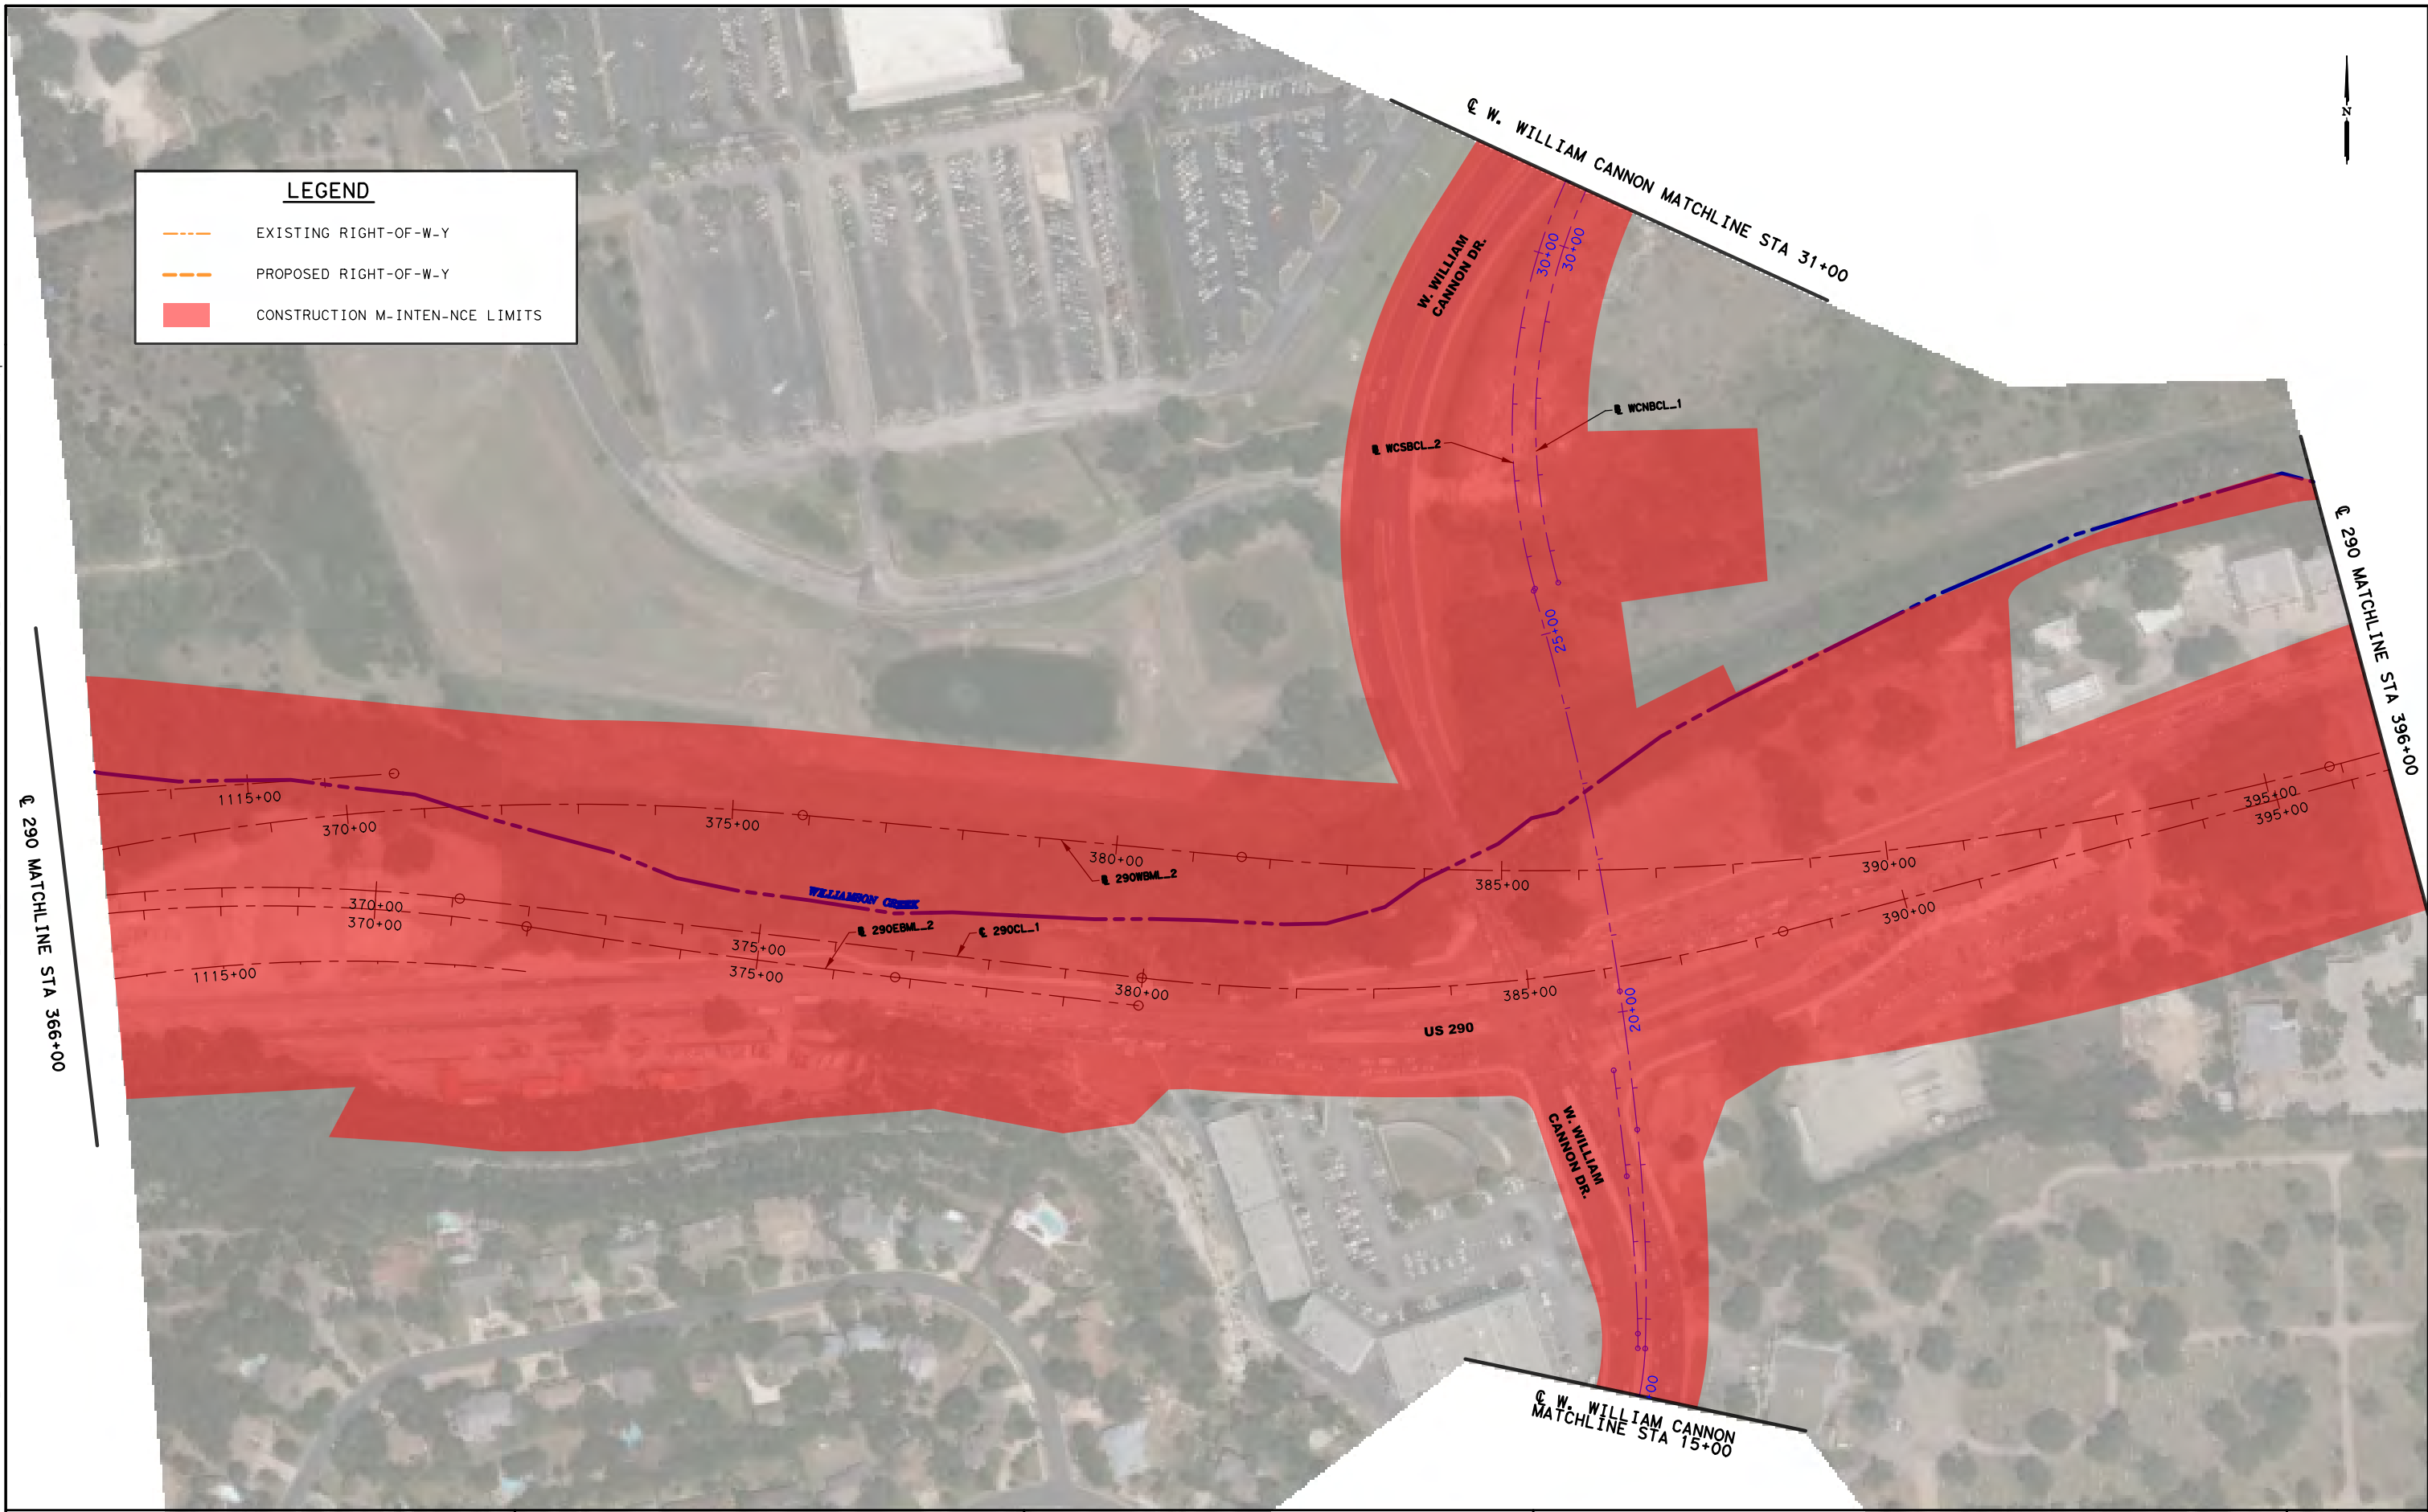 LEGEND
EXISTING RIGHT-OF-W-Y
PROPOSED RIGHT-OF-W-Y
CONSTRUCTION M-INTEN-NCE LIMITS
N
℄ W. WILLIAM CANNON MATCHLINE STA 31+00
W. WILLIAM
CANNON DR.
30+00
30+00
WCNBCL_1
WCSBCL_2
25+00
℄ 290 MATCHLINE STA 396+00
℄ 290 MATCHLINE STA 366+00
1115+00
370+00
375+00
380+00
385+00
390+00
395+00
395+00
290WBML_2
WILLIAMSON CREEK
370+00
370+00
290EBML_2
℄ 290CL_1
375+00
375+00
380+00
385+00
390+00
1115+00
US 290
20+00
W. WILLIAM
CANNON DR.
00
℄ W. WILLIAM CANNON
MATCHLINE STA 15+00